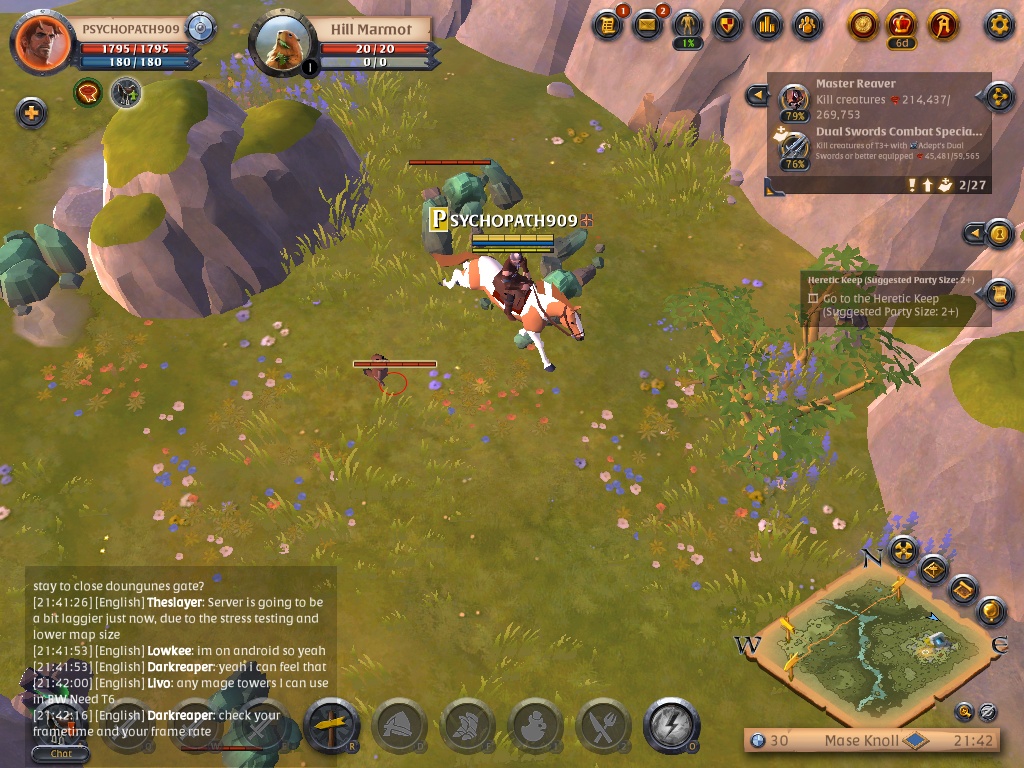 PSYCHOPATH909
1795 / 1795
180 / 180
Hill Marmot
20 / 20
0 / 0
I
1
2
1%
6d
Master Reaver
Kill creatures 214,437/
269,753
79%
Dual Swords Combat Specia...
Kill creatures of T3+ with Adept's Dual
Swords or better equipped 45,481/59,565
76%
2/27
PSYCHOPATH909
Heretic Keep (Suggested Party Size: 2+)
Go to the Heretic Keep
(Suggested Party Size: 2+)
stay to close doungunes gate?
[21:41:26] [English] Theslayer: Server is going to be
a bit laggier just now, due to the stress testing and
lower map size
[21:41:53] [English] Lowkee: im on android so yeah
[21:41:53] [English] Darkreaper: yeah i can feel that
[21:42:00] [English] Livo: any mage towers I can use
in BW Need T6
[21:42:16] [English] Darkreaper: check your
frametime and your frame rate
Chat
R
O
N
W
E
30
Mase Knoll
21:42